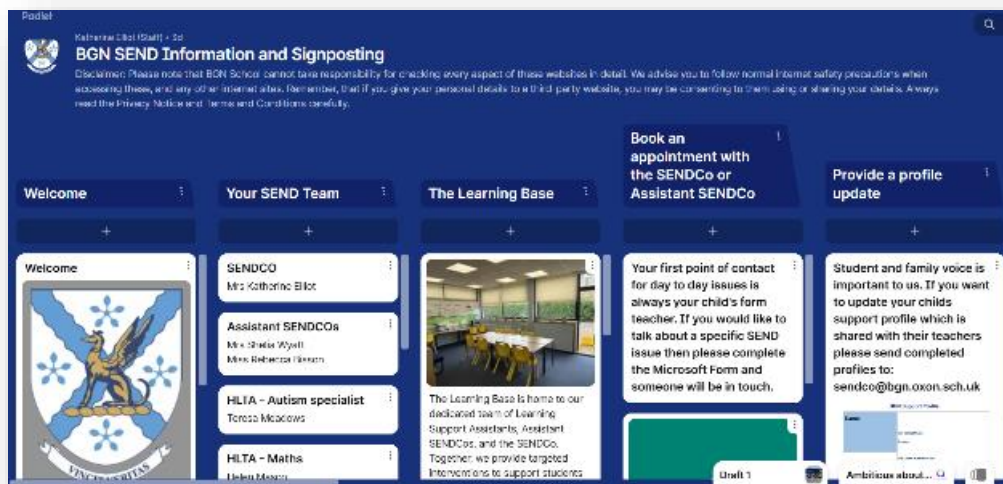 Padlet
Katherine Elliot (Staff) • 5d
BGN SEND Information and Signposting
Disclaimer: Please note that BGN School cannot take responsibility for checking every aspect of these websites in detail. We advise you to follow normal internet safety precautions when
accessing these, and any other internet sites. Remember, that if you give your personal details to a third party website, you may be consenting to them using or sharing your details. Always
read the Privacy Notice and Terms and Conditions carefully.
Welcome
Your SEND Team
The Learning Base
Book an
appointment with
the SENDCo or
Assistant SENDCo
Provide a profile
update
Welcome
VINCIT VERITAS
SENDCO
Mrs Katherine Elliot
Assistant SENDCOs
Mrs Shelia Wyatt
Miss Rebecca Bisson
HLTA - Autism specialist
Teresa Meadows
HLTA - Maths
Helen Mason
The Learning Base is home to our
dedicated team of Learning
Support Assistants, Assistant
SENDCos, and the SENDCo.
Together, we provide targeted
interventions to support students
Your first point of contact
for day to day issues is
always your child's form
teacher. If you would like to
talk about a specific SEND
issue then please complete
the Microsoft Form and
someone will be in touch.
Student and family voice is
important to us. If you want
to update your childs
support profile which is
shared with their teachers
please send completed
profiles to:
sendco@bgn.oxon.sch.uk
Draft 1
Ambitious about...